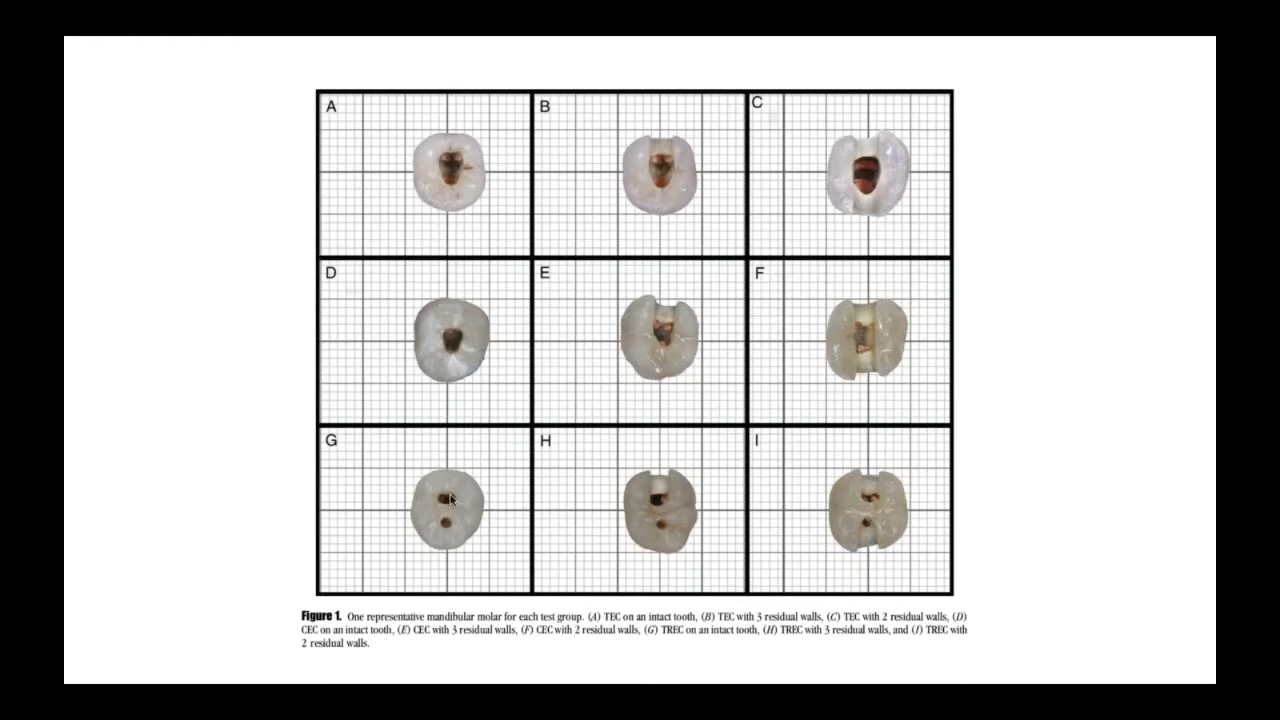 A
B
C
D
E
F
G
H
I
Figure 1. One representative mandibular molar for each test group. (A) TEC on an intact tooth, (B) TEC with 3 residual walls, (C) TEC with 2 residual walls, (D)
CEC on an intact tooth, (E) CEC with 3 residual walls, (F) CEC with 2 residual walls, (G) TREC on an intact tooth, (H) TREC with 3 residual walls, and (I) TREC with
2 residual walls.